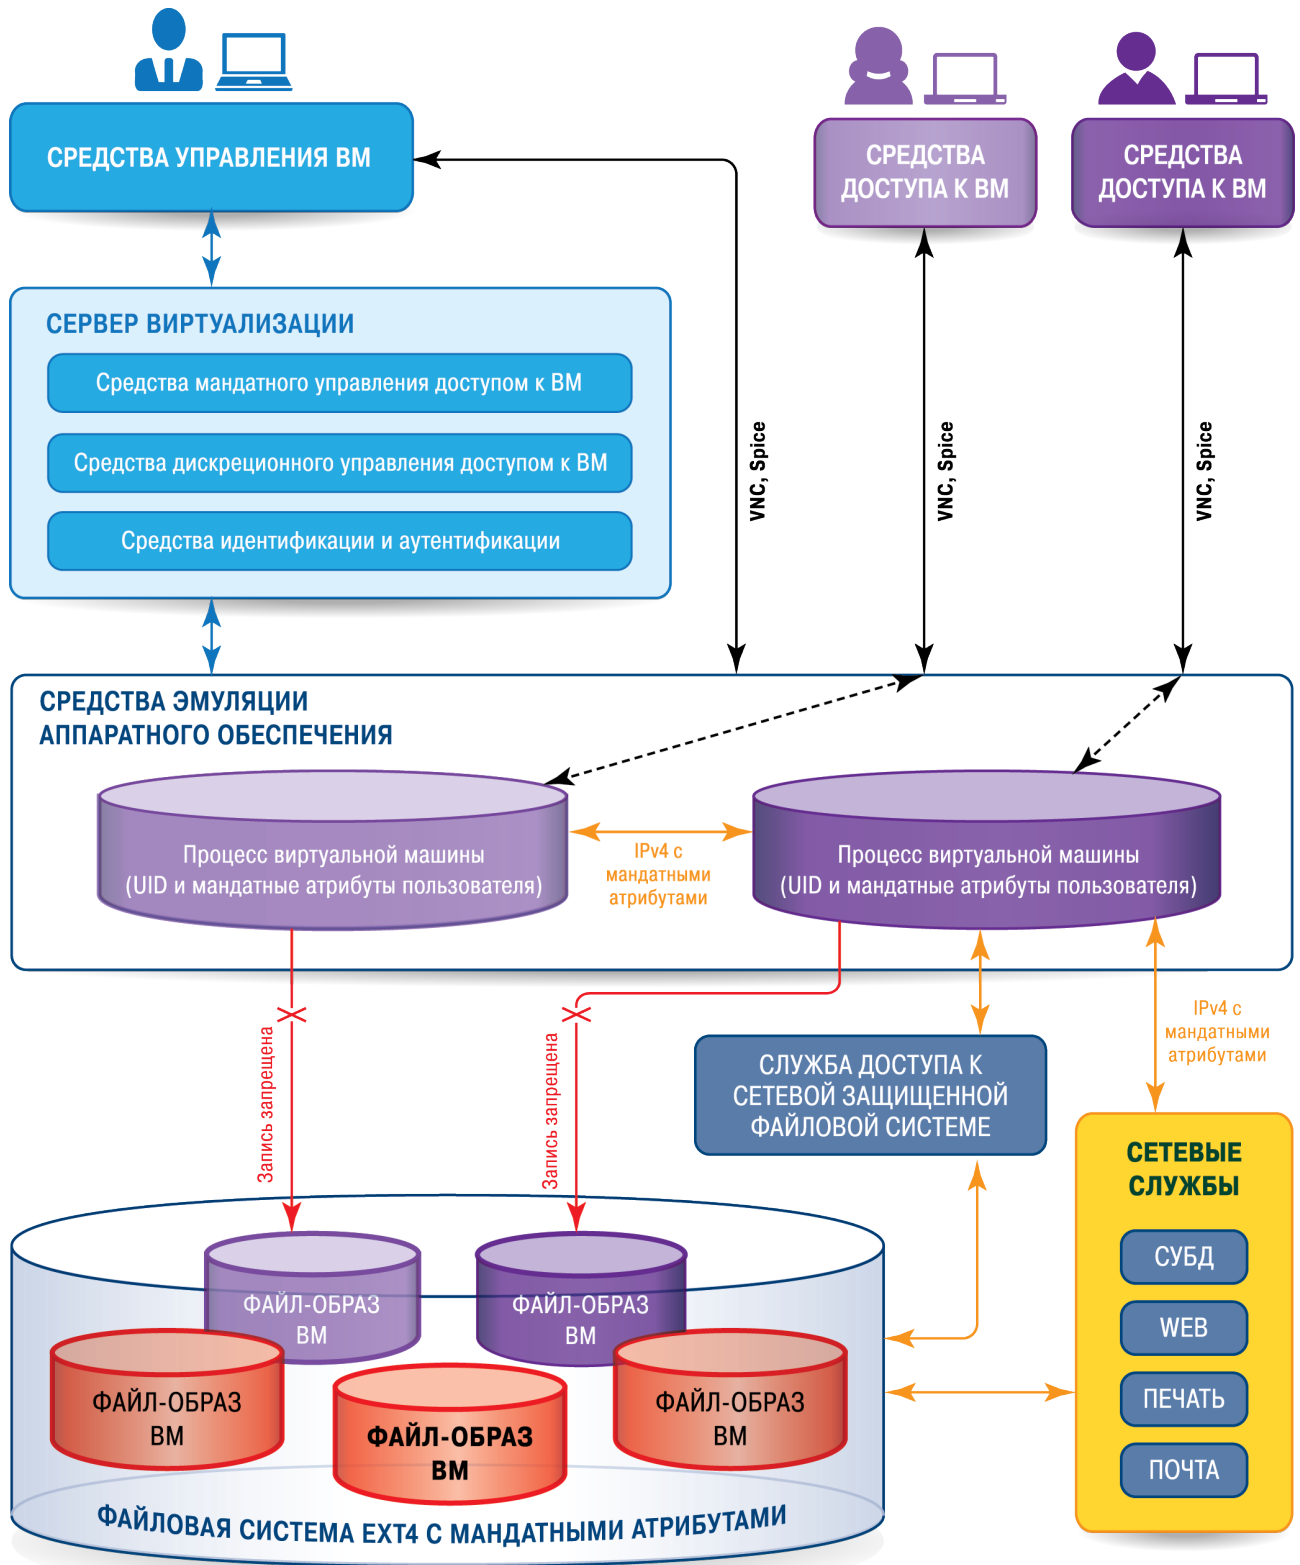 СРЕДСТВА УПРАВЛЕНИЯ ВМ
СРЕДСТВА
ДОСТУПА К ВМ
СРЕДСТВА
ДОСТУПА К ВМ
СЕРВЕР ВИРТУАЛИЗАЦИИ
Средства мандатного управления доступом к ВМ
Средства дискреционного управления доступом к ВМ
Средства идентификации и аутентификации
VNC, Spice
VNC, Spice
VNC, Spice
СРЕДСТВА ЭМУЛЯЦИИ
АППАРАТНОГО ОБЕСПЕЧЕНИЯ
Процесс виртуальной машины
(UID и мандатные атрибуты пользователя)
IPv4 с
мандатными
атрибутами
Процесс виртуальной машины
(UID и мандатные атрибуты пользователя)
Запись запрещена
Запись запрещена
IPv4 с
мандатными
атрибутами
СЛУЖБА ДОСТУПА К
СЕТЕВОЙ ЗАЩИЩЕННОЙ
ФАЙЛОВОЙ СИСТЕМЕ
СЕТЕВЫЕ
СЛУЖБЫ
СУБД
WEB
ПЕЧАТЬ
ПОЧТА
ФАЙЛ-ОБРАЗ
ВМ
ФАЙЛ-ОБРАЗ
ВМ
ФАЙЛ-ОБРАЗ
ВМ
ФАЙЛ-ОБРАЗ
ВМ
ФАЙЛ-ОБРАЗ
ВМ
ФАЙЛОВАЯ СИСТЕМА EXT4 С МАНДАТНЫМИ АТРИБУТАМИ